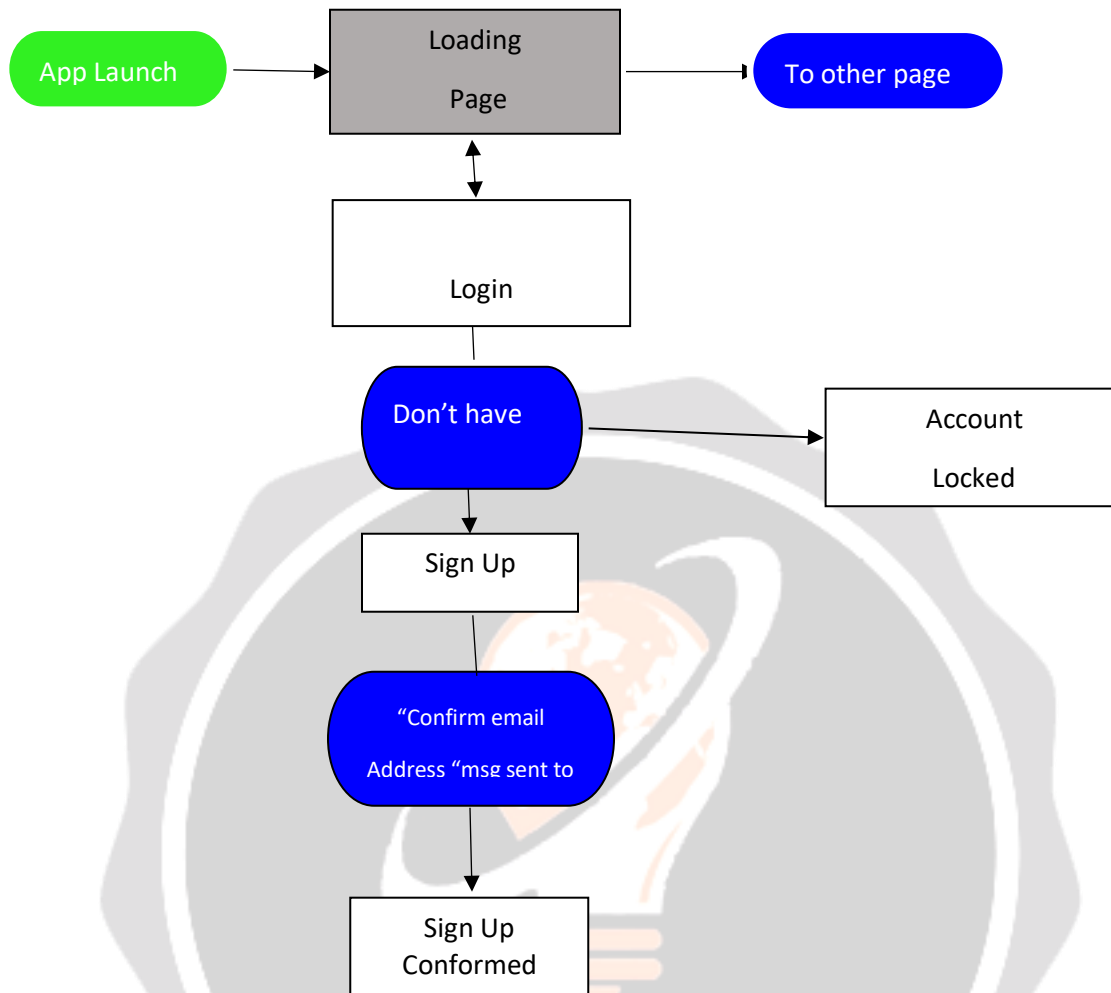 App Launch
Loading
Page
To other page
Login
Don’t have
Account
Locked
Sign Up
“Confirm email
Address “msg sent to
Sign Up
Conformed